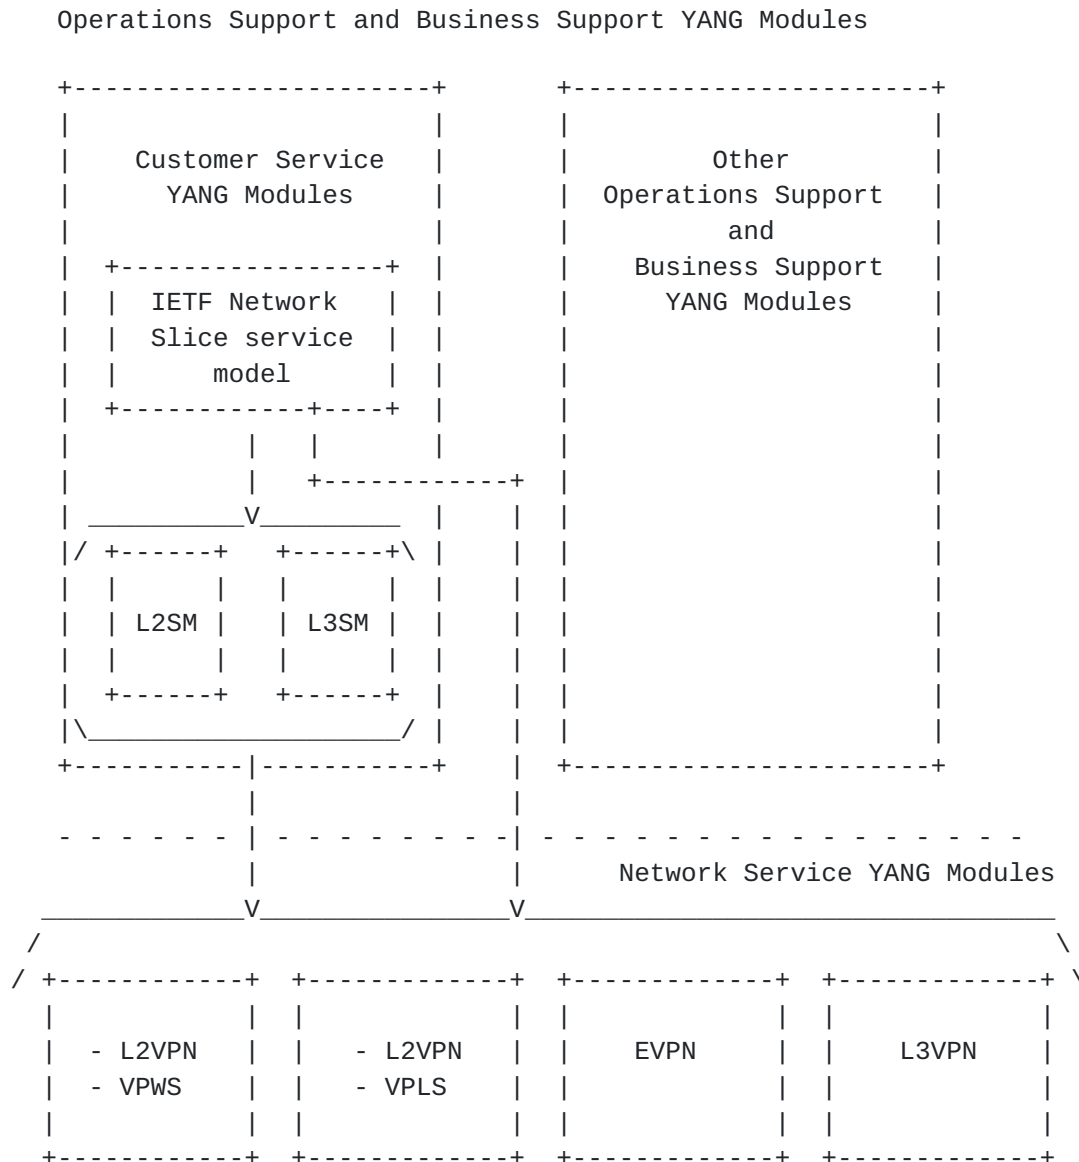 Operations Support and Business Support YANG Modules
Customer Service
YANG Modules
IETF Network
Slice service
model
L2SM
L3SM
Other
Operations Support
and
Business Support
YANG Modules
Network Service YANG Modules
- L2VPN
- VPWS
- L2VPN
- VPLS
EVPN
L3VPN